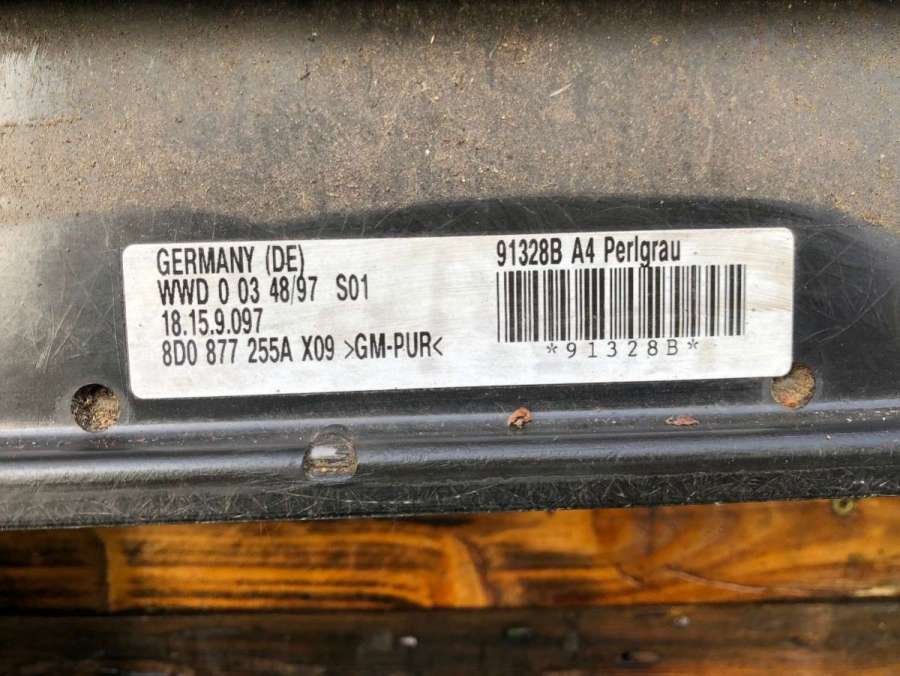 GERMANY (DE)
WWD 0 03 48/97 S01
18.15.9.097
8D0 877 255A X09 >GM-PUR<
91328B A4 Perlgrau
*91328B*